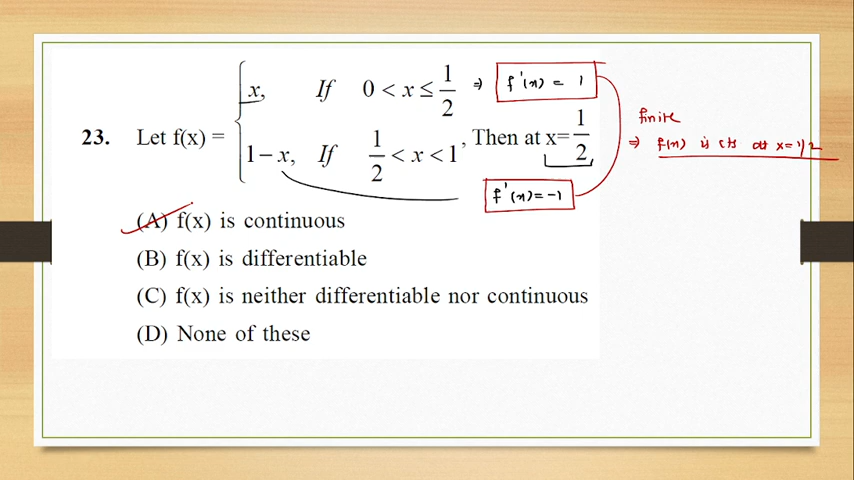 x, If 0 < x ≤ 1/2 ⇒ f'(x) = 1
23. Let f(x) = { , Then at x= 1/2
1 − x, If 1/2 < x < 1
f'(x) = −1
finite
⇒ f(x) is cts at x = 1/2
(A) f(x) is continuous
(B) f(x) is differentiable
(C) f(x) is neither differentiable nor continuous
(D) None of these